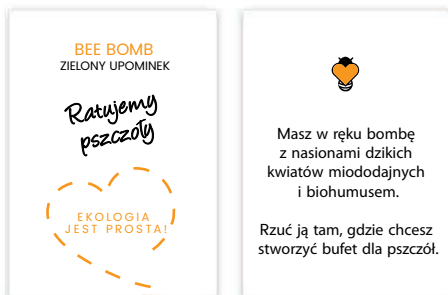 BEE BOMB
ZIELONY UPOMINEK
Ratujemy
pszczoły
EKOLOGIA
JEST PROSTA!
Masz w ręku bombę
z nasionami dzikich
kwiatów miododajnych
i biohumusem.
Rzuć ją tam, gdzie chcesz
stworzyć bufet dla pszczół.